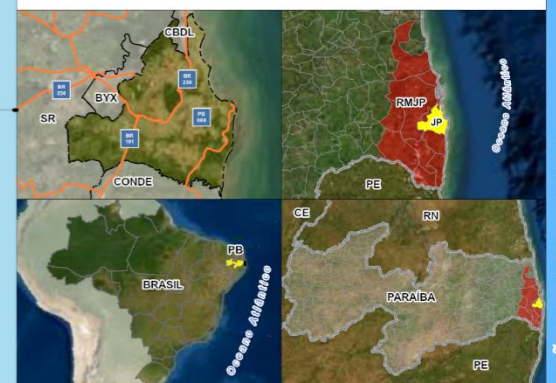 CBDL
BR
230
BR
230
BYX
PB
008
SR
BR
101
CONDE
RMJP
JP
Oceano Atlântico
PE
PB
BRASIL
Oceano Atlântico
CE
RN
PARAÍBA
PE